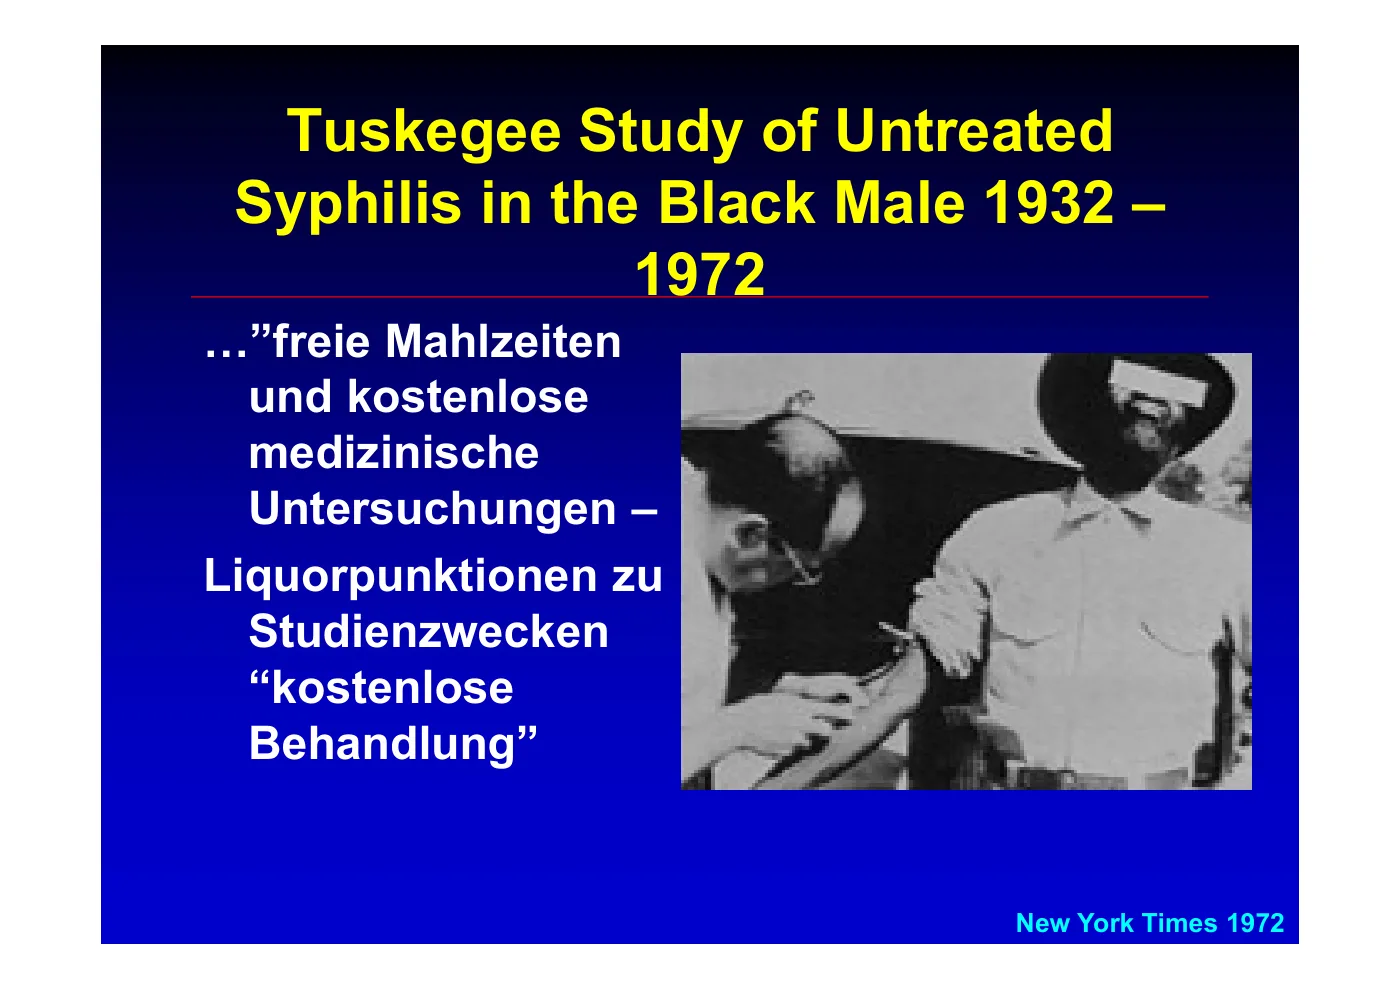 Tuskegee Study of Untreated
Syphilis in the Black Male 1932 –
1972
…”freie Mahlzeiten
und kostenlose
medizinische
Untersuchungen –
Liquorpunktionen zu
Studienzwecken
“kostenlose
Behandlung”
New York Times 1972